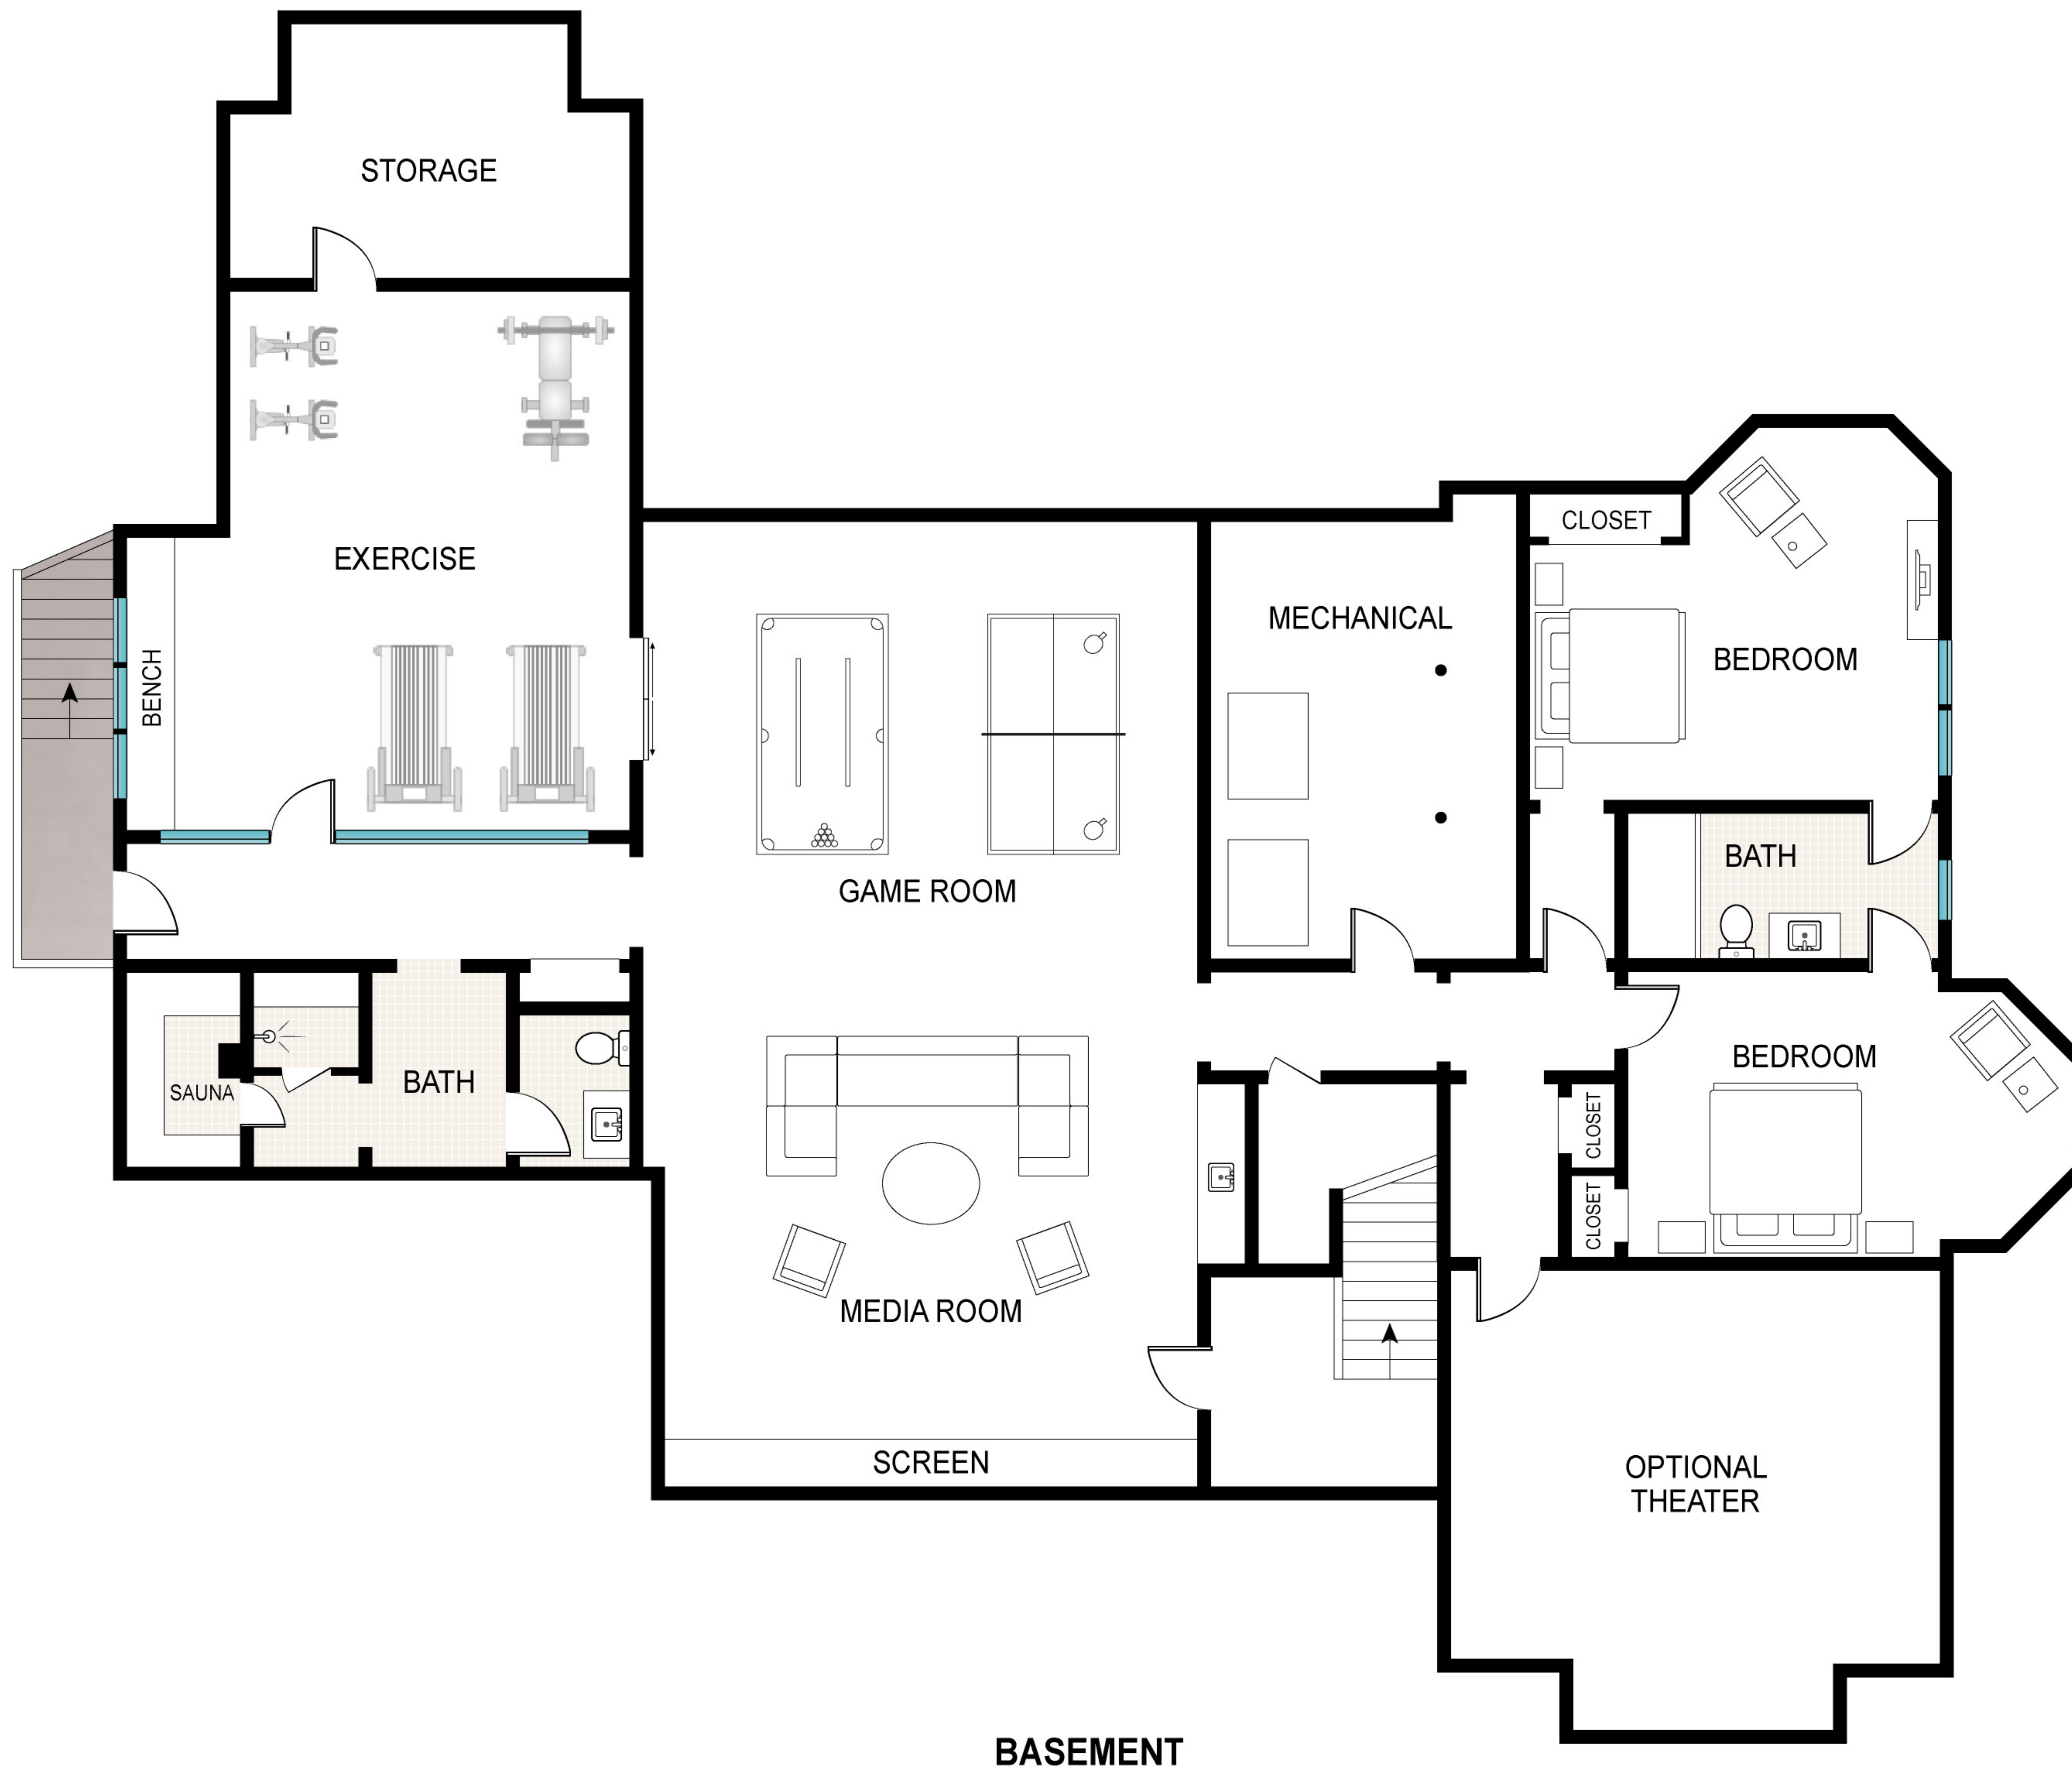 STORAGE
CLOSET
EXERCISE
MECHANICAL
BEDROOM
BENCH
BATH
GAME ROOM
BEDROOM
BATH
SAUNA
CLOSET
CLOSET
MEDIA ROOM
SCREEN
OPTIONAL
THEATER
BASEMENT